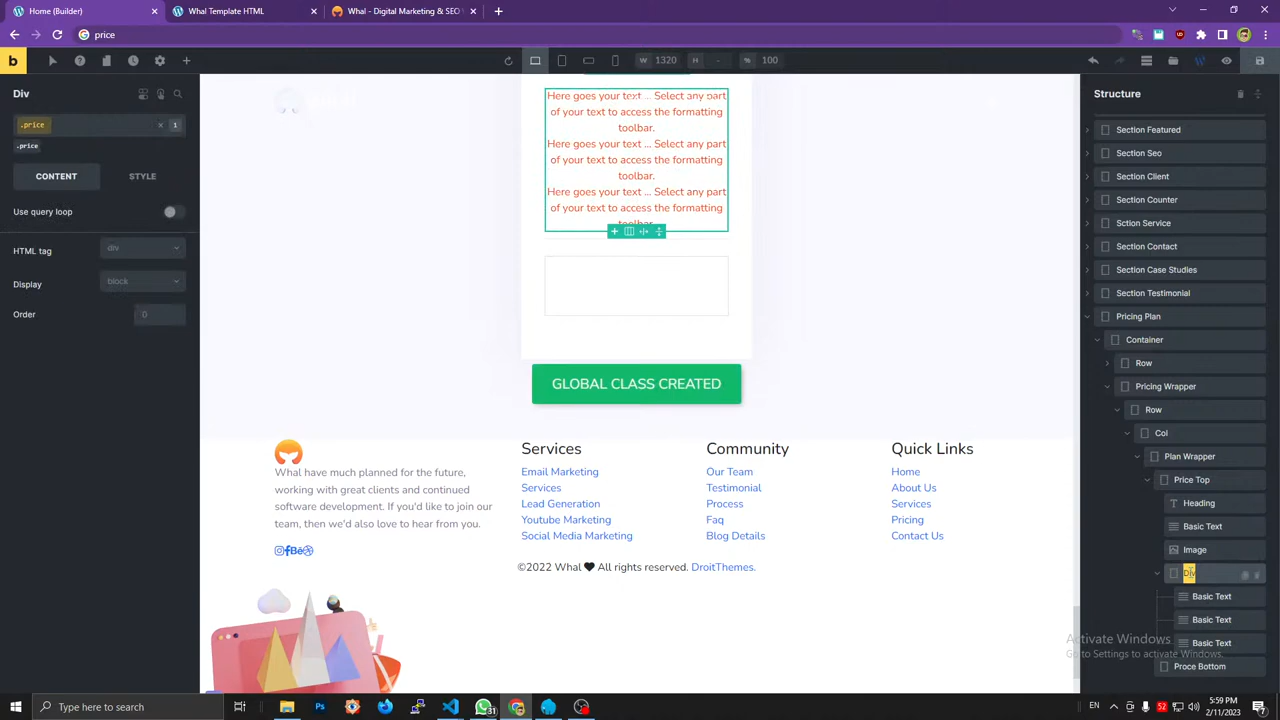 Home (Builder)
Whal Template HTML
Whal - Digital Marketing & SEO
b
W 1320 H - % 100
Div
.price
1
.price
CONTENT
STYLE
Use query loop
HTML tag
div
Display
block
Order
0
Here goes your text ... Select any part
of your text to access the formatting
toolbar.
Here goes your text ... Select any part
of your text to access the formatting
toolbar.
Here goes your text ... Select any part
of your text to access the formatting
toolbar.
GLOBAL CLASS CREATED
Whal have much planned for the future,
working with great clients and continued
software development. If you'd like to join our
team, then we'd also love to hear from you.
Services
Email Marketing
Services
Lead Generation
Youtube Marketing
Social Media Marketing
Community
Our Team
Testimonial
Process
Faq
Blog Details
Quick Links
Home
About Us
Services
Pricing
Contact Us
©2022 Whal All rights reserved. DroitThemes.
Structure
Section Featured
Section Seo
Section Client
Section Counter
Sction Service
Section Contact
Section Case Studies
Section Testimonial
Pricing Plan
Container
Row
Pricing Wrapper
Row
Col
Plan Wrapper
Price Top
Heading
Basic Text
Image
Div
Basic Text
Basic Text
Basic Text
Proce Bottom
Activate Windows
Go to Settings to activate Windows.
Type here to search
31
EN
52
5:59 PM
2/11/2023